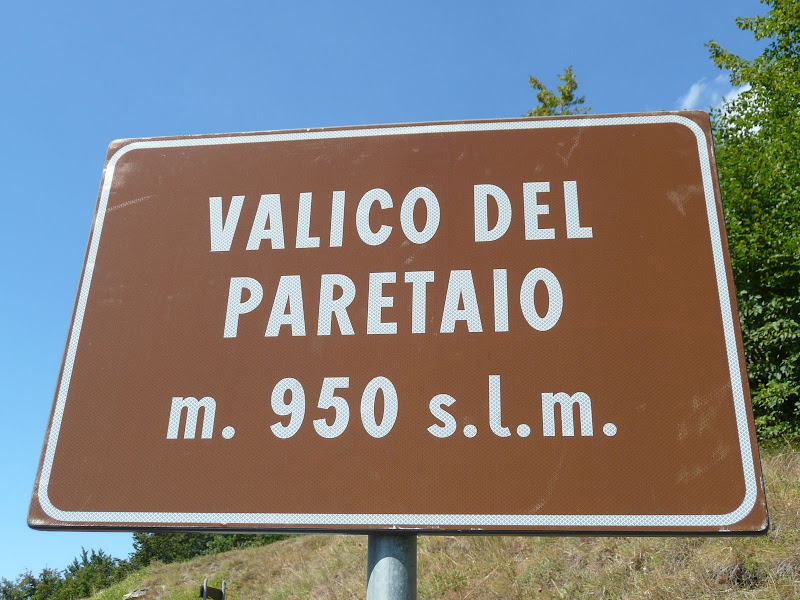 VALICO DEL
PARETAIO
m. 950 s.l.m.